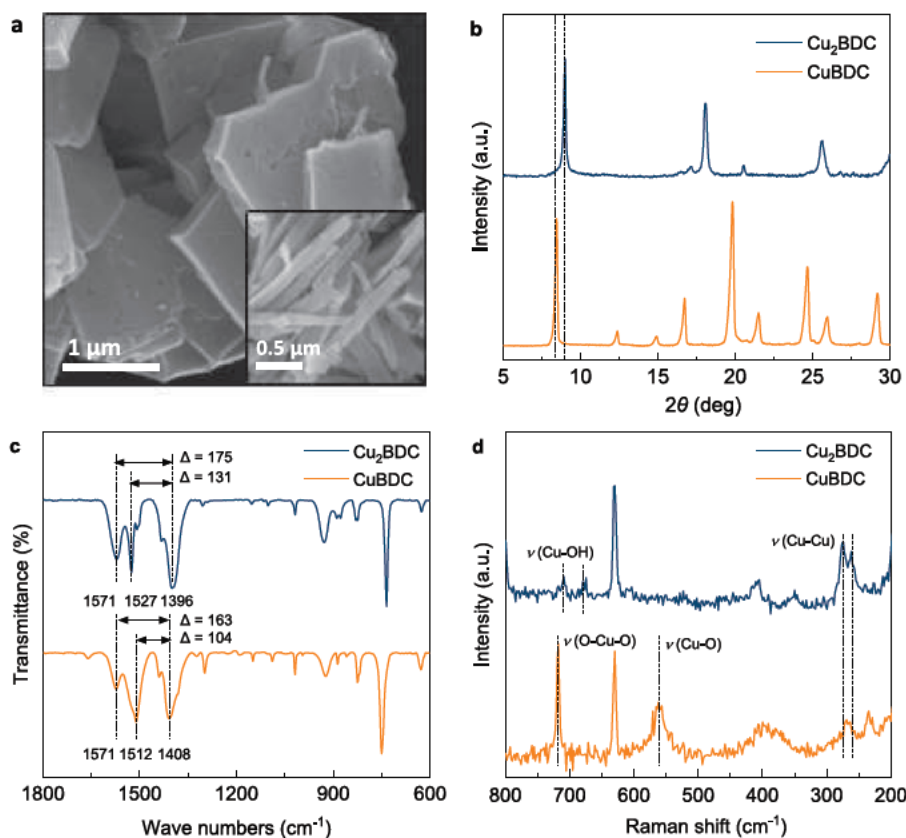 a
1 μm
0.5 μm
b
Cu₂BDC
CuBDC
Intensity (a.u.)
5 10 15 20 25 30
2θ (deg)
c
Cu₂BDC
CuBDC
Δ = 175
Δ = 131
1571 1527 1396
Δ = 163
Δ = 104
1571 1512 1408
Transmittance (%)
1800 1500 1200 900 600
Wave numbers (cm⁻¹)
d
Cu₂BDC
CuBDC
ν (Cu–OH)
ν (Cu–Cu)
ν (O-Cu-O)
ν (Cu–O)
Intensity (a.u.)
800 700 600 500 400 300 200
Raman shift (cm⁻¹)